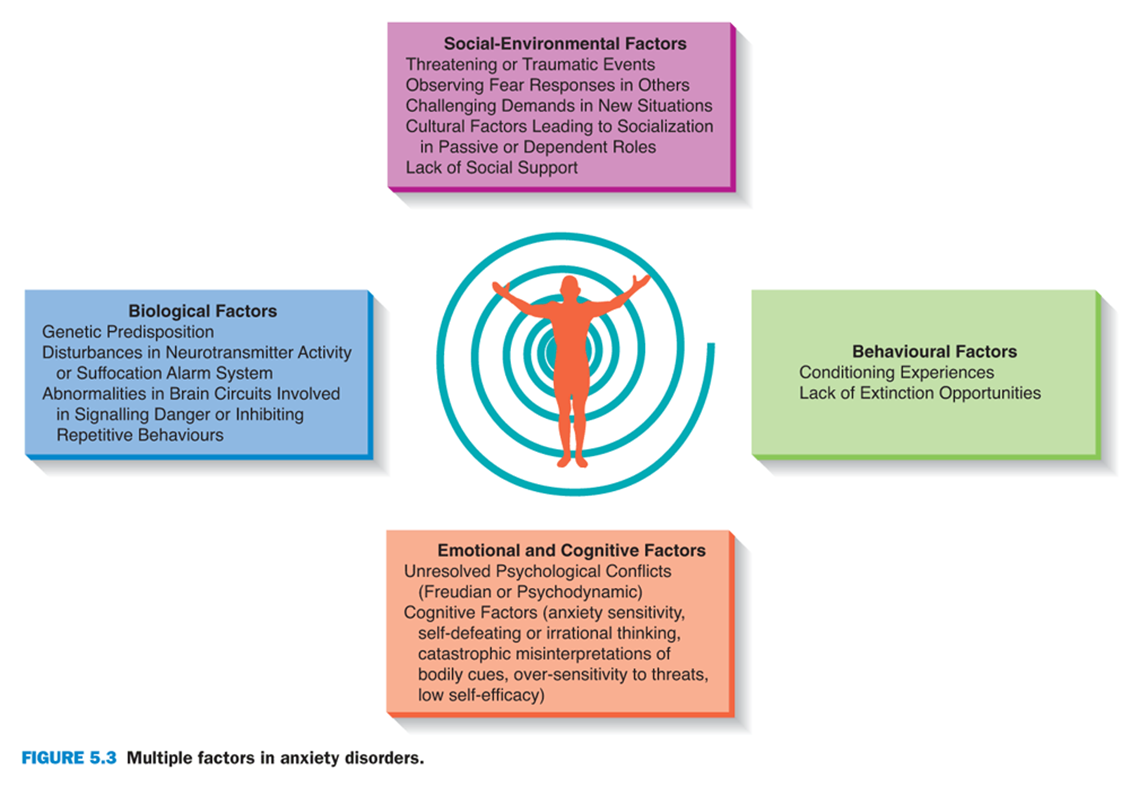 Social-Environmental Factors
Threatening or Traumatic Events
Observing Fear Responses in Others
Challenging Demands in New Situations
Cultural Factors Leading to Socialization
in Passive or Dependent Roles
Lack of Social Support
Biological Factors
Genetic Predisposition
Disturbances in Neurotransmitter Activity
or Suffocation Alarm System
Abnormalities in Brain Circuits Involved
in Signalling Danger or Inhibiting
Repetitive Behaviours
Behavioural Factors
Conditioning Experiences
Lack of Extinction Opportunities
Emotional and Cognitive Factors
Unresolved Psychological Conflicts
(Freudian or Psychodynamic)
Cognitive Factors (anxiety sensitivity,
self-defeating or irrational thinking,
catastrophic misinterpretations of
bodily cues, over-sensitivity to threats,
low self-efficacy)
FIGURE 5.3 Multiple factors in anxiety disorders.